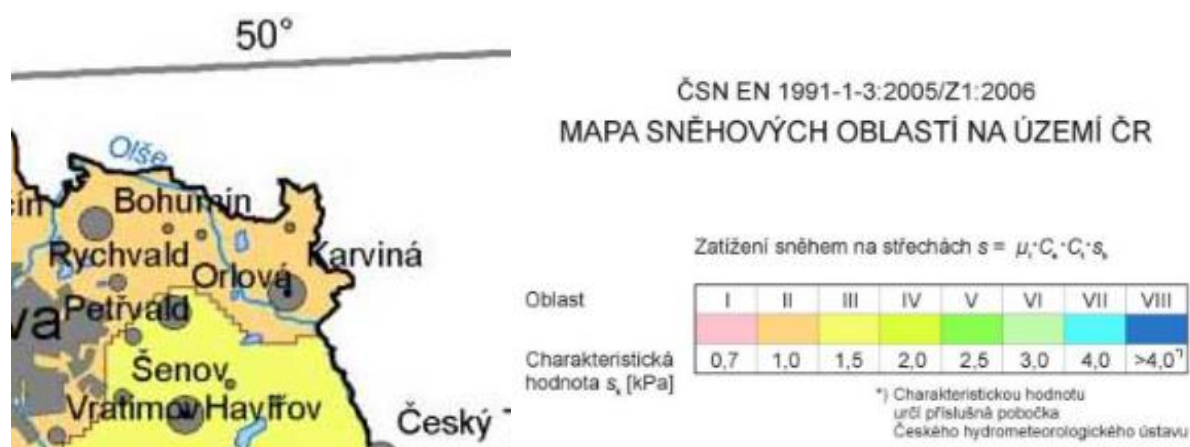 50°
Olše
ín Bohumín
Rychvald
Karviná
Orlová
va
Petřvald
Šenov
Vratimov Havířov
Český
ČSN EN 1991-1-3:2005/Z1:2006
MAPA SNĚHOVÝCH OBLASTÍ NA ÚZEMÍ ČR
Zatížení sněhem na střechách s = μᵢ·Cₑ·Cₜ·sₖ
Oblast I II III IV V VI VII VIII
Charakteristická 0,7 1,0 1,5 2,0 2,5 3,0 4,0 >4,0*)
hodnota sₖ [kPa]
*) Charakteristickou hodnotu
určí příslušná pobočka
Českého hydrometeorologického ústavu